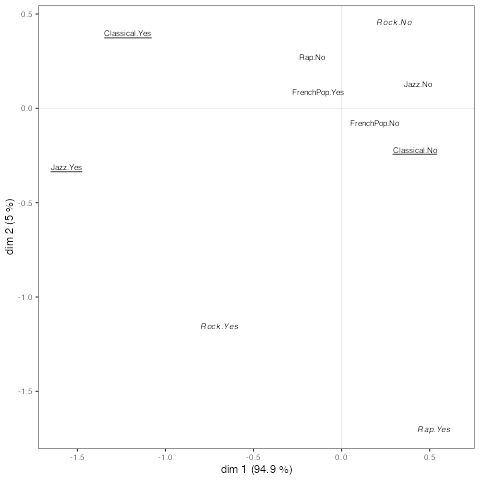 0.5
Rock.No
Classical.Yes
Rap.No
Jazz.No
FrenchPop.Yes
0.0
FrenchPop.No
Classical.No
Jazz.Yes
-0.5
dim 2 (5 %)
-1.0
Rock.Yes
-1.5
Rap.Yes
-1.5 -1.0 -0.5 0.0 0.5
dim 1 (94.9 %)